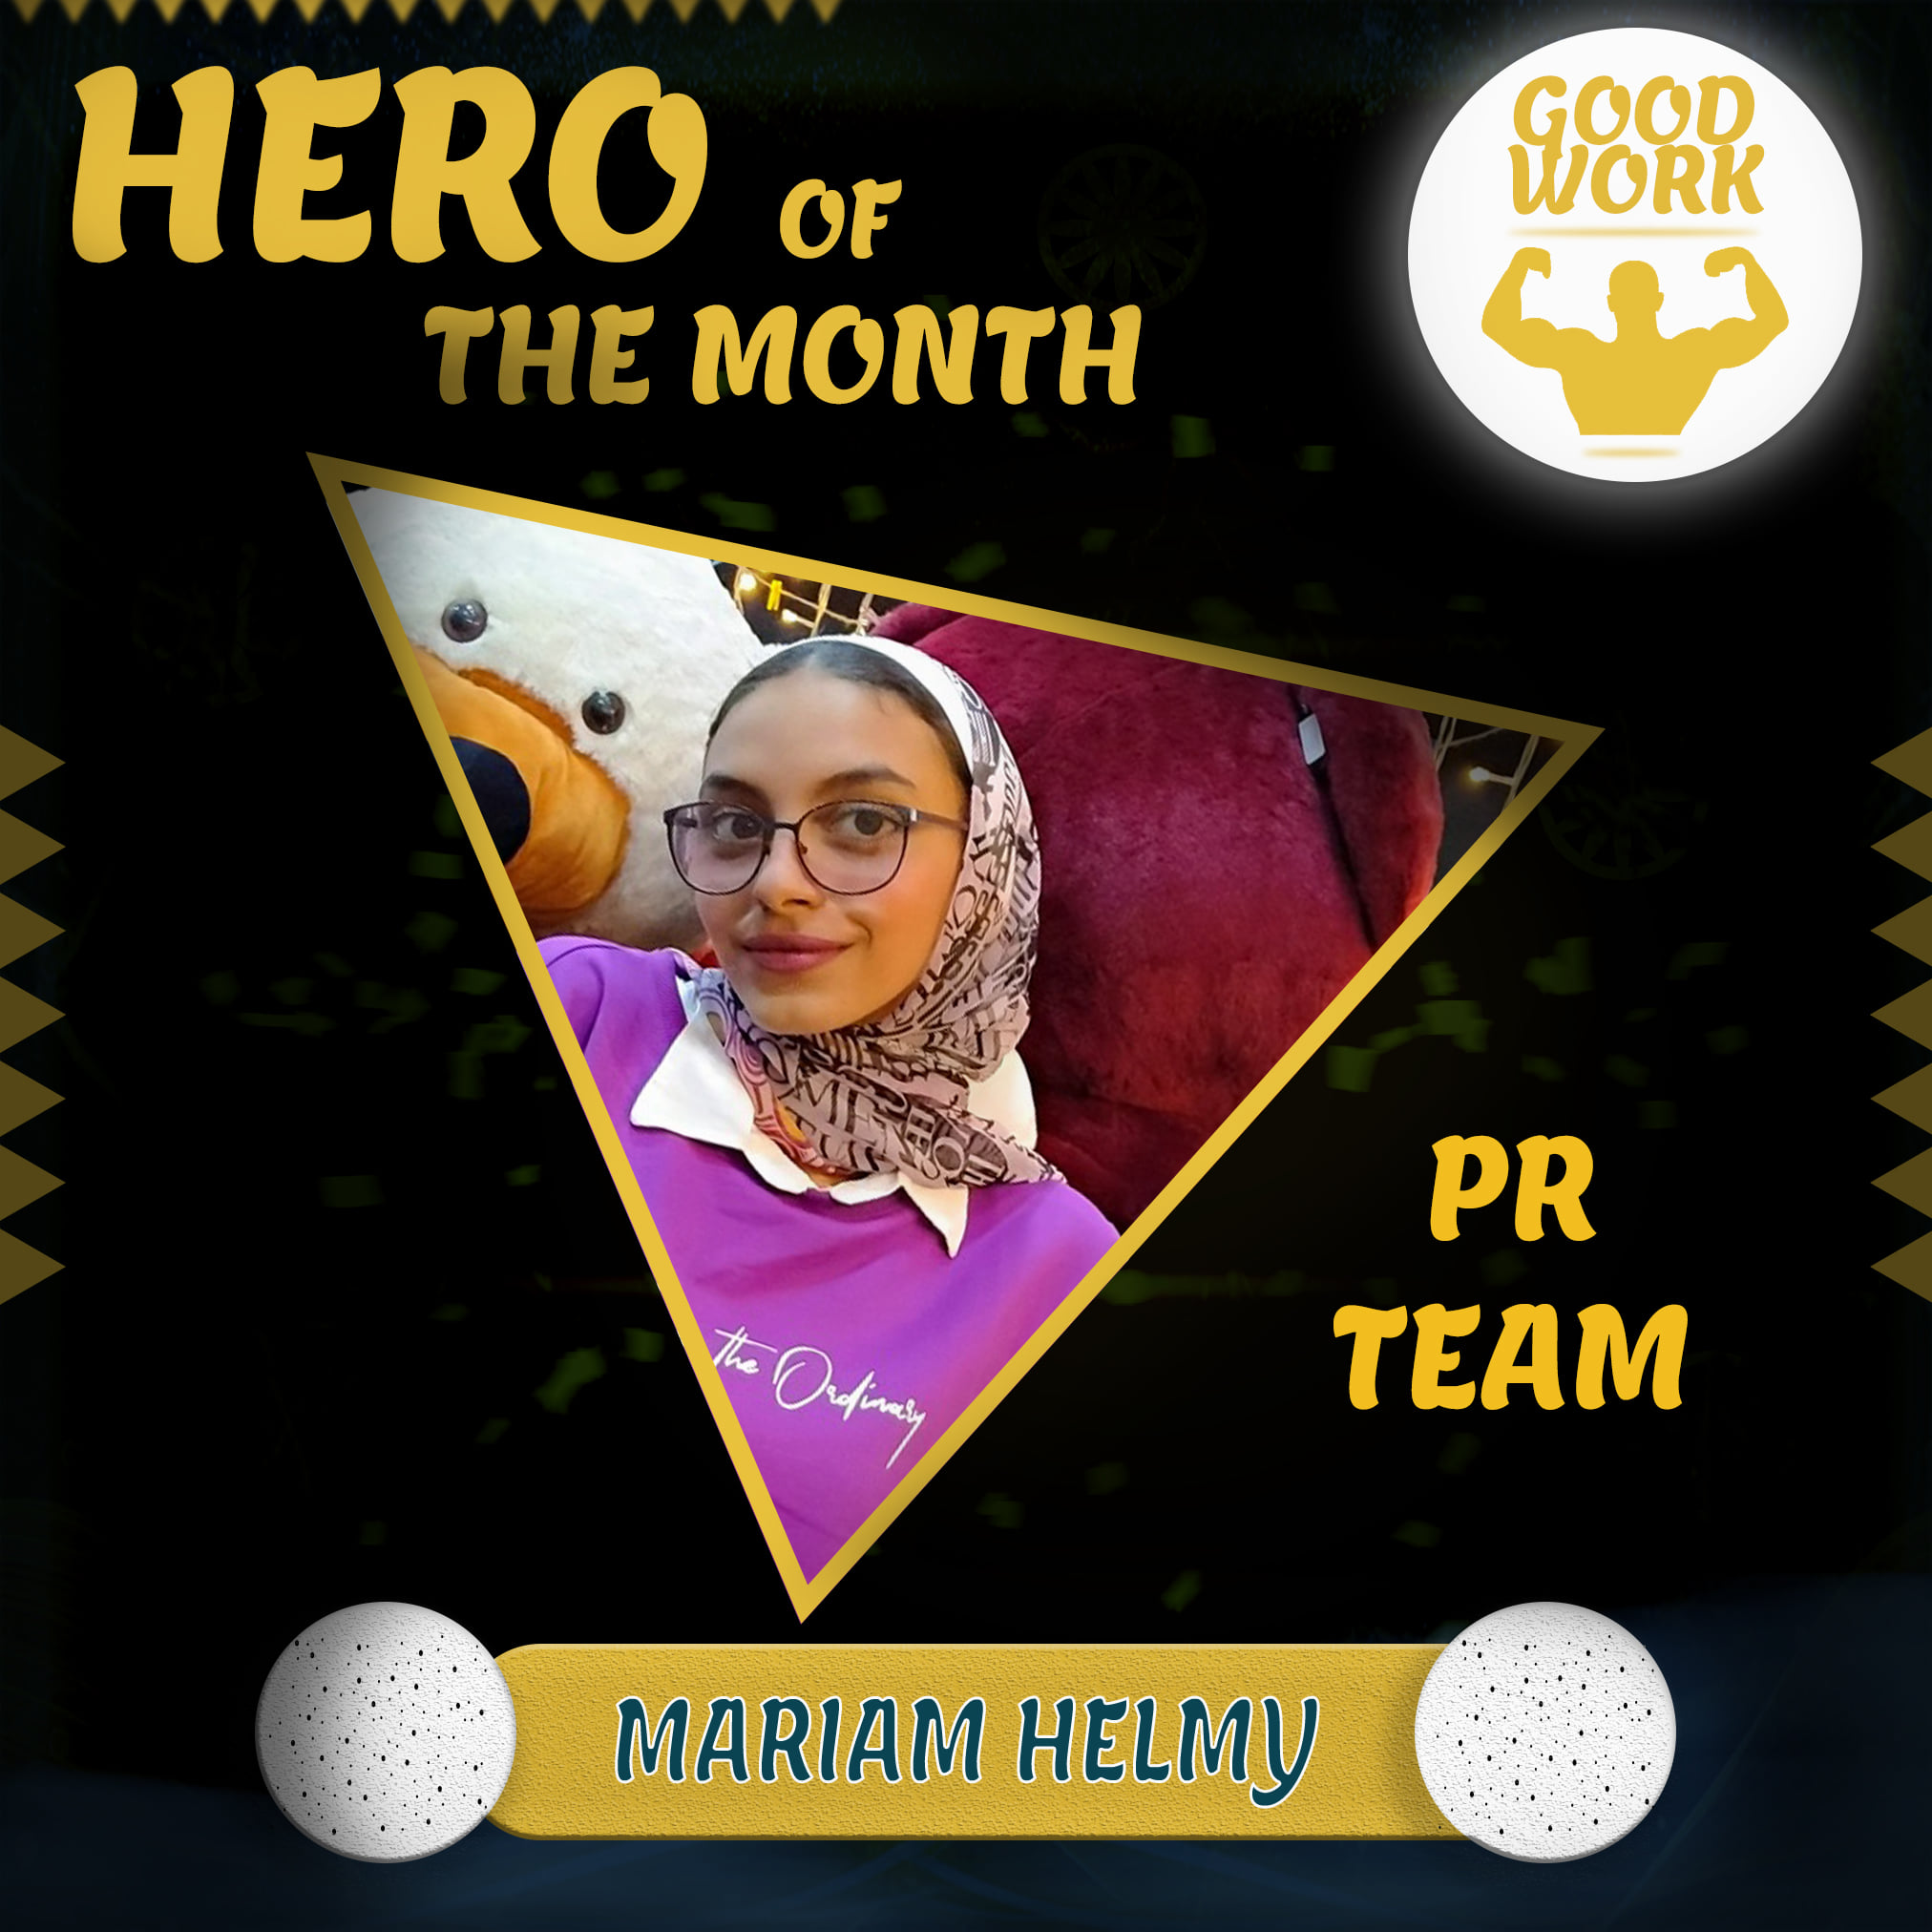 HERO OF
THE MONTH
GOOD
WORK
the Ordinary
PR
TEAM
MARIAM HELMY